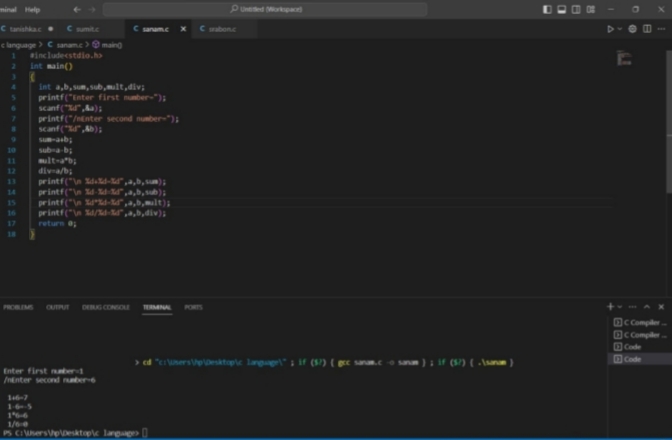 minal Help
Untitled (Workspace)
C tanishka.c
C sumit.c
C sanam.c
C srabon.c
c language > C sanam.c > main()
1 #include<stdio.h>
2 int main()
3 {
4 int a,b,sum,sub,mult,div;
5 printf("Enter first number=");
6 scanf("%d",&a);
7 printf("/nEnter second number=");
8 scanf("%d",&b);
9 sum=a+b;
10 sub=a-b;
11 mult=a*b;
12 div=a/b;
13 printf("\n %d+%d=%d",a,b,sum);
14 printf("\n %d-%d=%d",a,b,sub);
15 printf("\n %d*%d=%d",a,b,mult);
16 printf("\n %d/%d=%d",a,b,div);
17 return 0;
18 }
PROBLEMS OUTPUT DEBUG CONSOLE TERMINAL PORTS
C Compiler ...
C Compiler ...
Code
Code
> cd "c:\Users\hp\Desktop\c language\" ; if ($?) { gcc sanam.c -o sanam } ; if ($?) { .\sanam }
Enter first number=1
/nEnter second number=6
1+6=7
1-6=-5
1*6=6
1/6=0
PS C:\Users\hp\Desktop\c language>